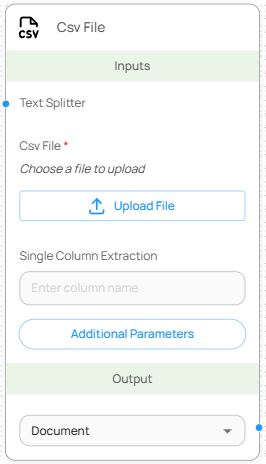 CSV
Csv File
Inputs
Text Splitter
Csv File *
Choose a file to upload
Upload File
Single Column Extraction
Enter column name
Additional Parameters
Output
Document